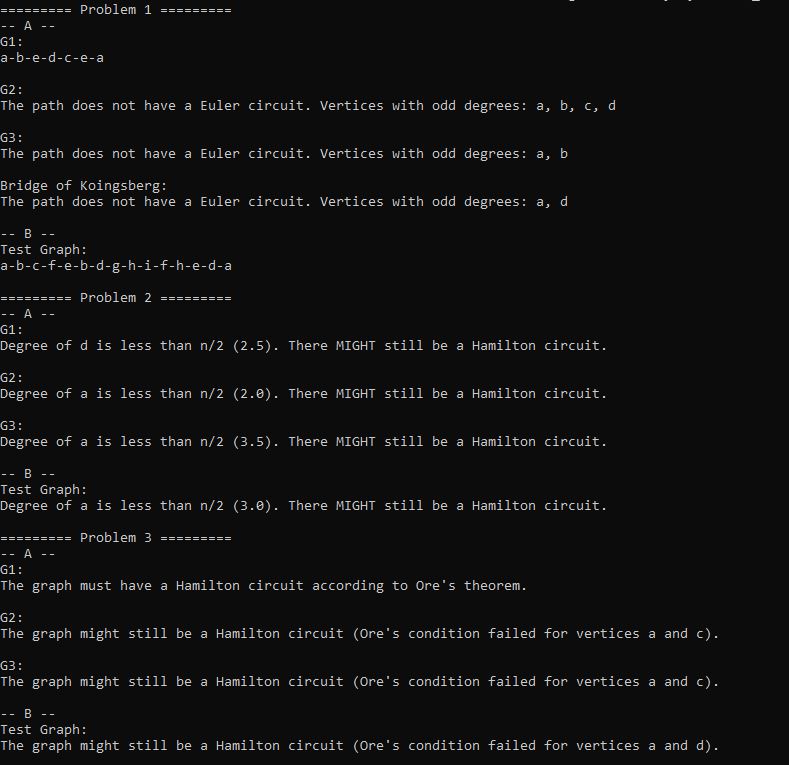 ========= Problem 1 =========
-- A --
G1:
a-b-e-d-c-e-a
G2:
The path does not have a Euler circuit. Vertices with odd degrees: a, b, c, d
G3:
The path does not have a Euler circuit. Vertices with odd degrees: a, b
Bridge of Koingsberg:
The path does not have a Euler circuit. Vertices with odd degrees: a, d
-- B --
Test Graph:
a-b-c-f-e-b-d-g-h-i-f-h-e-d-a
========= Problem 2 =========
-- A --
G1:
Degree of d is less than n/2 (2.5). There MIGHT still be a Hamilton circuit.
G2:
Degree of a is less than n/2 (2.0). There MIGHT still be a Hamilton circuit.
G3:
Degree of a is less than n/2 (3.5). There MIGHT still be a Hamilton circuit.
-- B --
Test Graph:
Degree of a is less than n/2 (3.0). There MIGHT still be a Hamilton circuit.
========= Problem 3 =========
-- A --
G1:
The graph must have a Hamilton circuit according to Ore's theorem.
G2:
The graph might still be a Hamilton circuit (Ore's condition failed for vertices a and c).
G3:
The graph might still be a Hamilton circuit (Ore's condition failed for vertices a and c).
-- B --
Test Graph:
The graph might still be a Hamilton circuit (Ore's condition failed for vertices a and d).